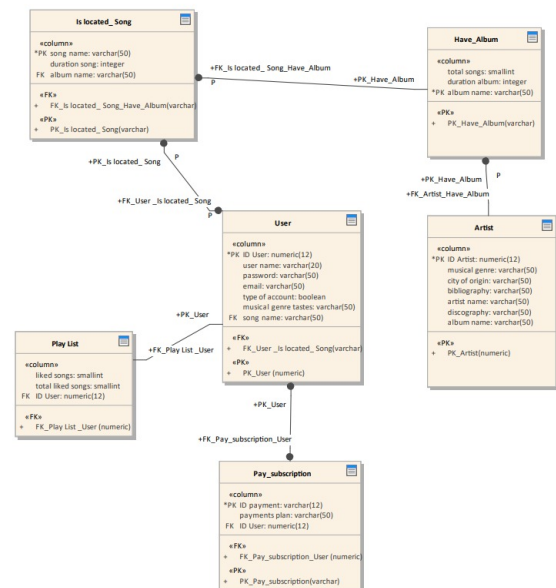 Is located_ Song
«column»
*PK song name: varchar(50)
duration song: integer
FK album name: varchar(50)
«FK»
+ FK_Is located_ Song_Have_Album(varchar)
«PK»
+ PK_Is located_ Song(varchar)
+FK_Is located_ Song_Have_Album
P
+PK_Have_Album
Have_Album
«column»
total songs: smallint
duration album: integer
*PK album name: varchar(50)
«PK»
+ PK_Have_Album(varchar)
P
+PK_Have_Album
+FK_Artist_Have_Album
Artist
«column»
*PK ID Artist: numeric(12)
musical genre: varchar(50)
city of origin: varchar(50)
bibliography: varchar(50)
artist name: varchar(50)
discography: varchar(50)
album name: varchar(50)
«PK»
+ PK_Artist(numeric)
P
+PK_Is located_ Song
+FK_User _Is located_ Song
P
User
«column»
*PK ID User: numeric(12)
user name: varchar(20)
password: varchar(50)
email: varchar(50)
type of account: boolean
musical genre tastes: varchar(50)
FK song name: varchar(50)
«FK»
+ FK_User _Is located_ Song(varchar)
«PK»
+ PK_User (numeric)
+PK_User
+FK_Play List _User
Play List
«column»
liked songs: smallint
total liked songs: smallint
FK ID User: numeric(12)
«FK»
+ FK_Play List _User (numeric)
+PK_User
+FK_Pay_subscription_User
Pay_subscription
«column»
*PK ID payment: varchar(12)
payments plan: varchar(50)
FK ID User: numeric(12)
«FK»
+ FK_Pay_subscription_User (numeric)
«PK»
+ PK_Pay_subscription(varchar)